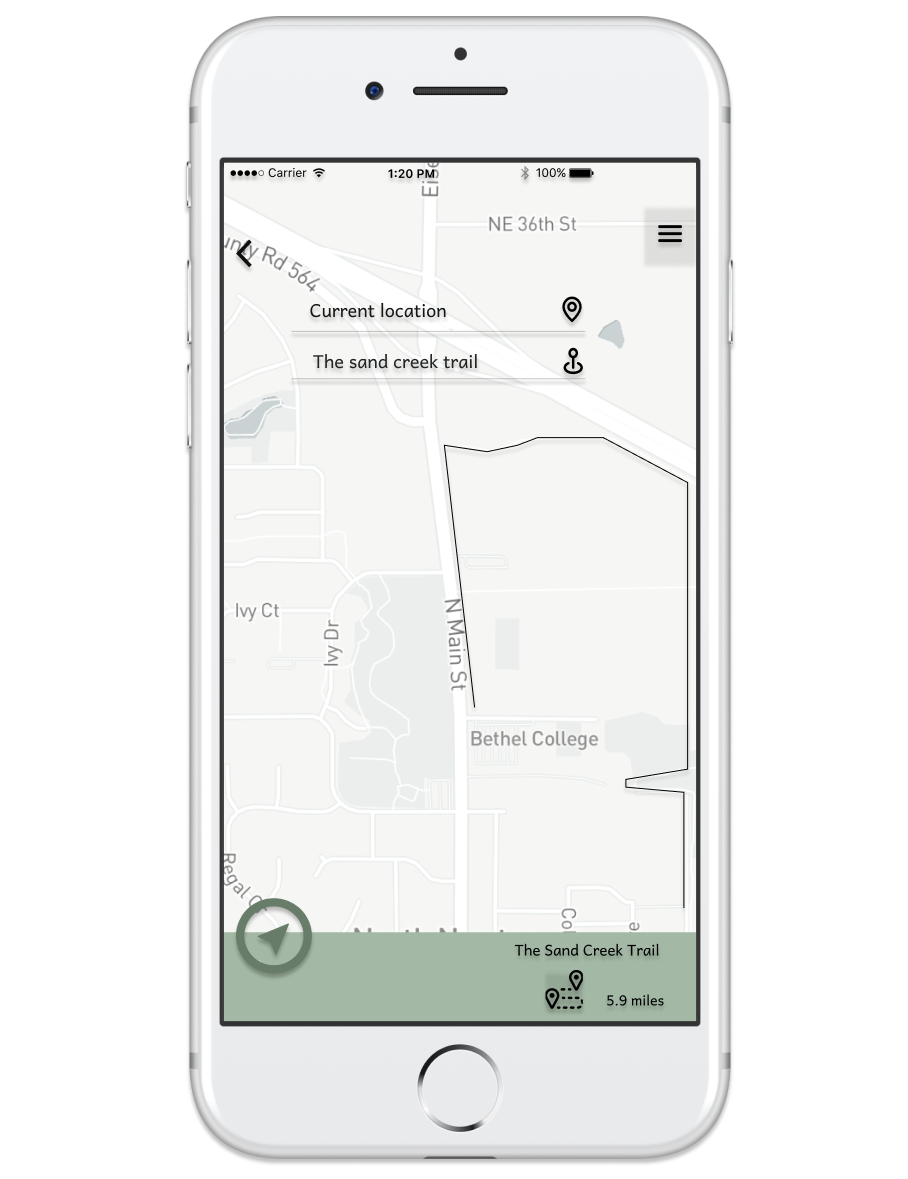 Carrier 1:20 PM 100%
NE 36th St
Rd 564
Current location
The sand creek trail
Ivy Ct
Ivy Dr
N Main St
Bethel College
Regal
The Sand Creek Trail
5.9 miles